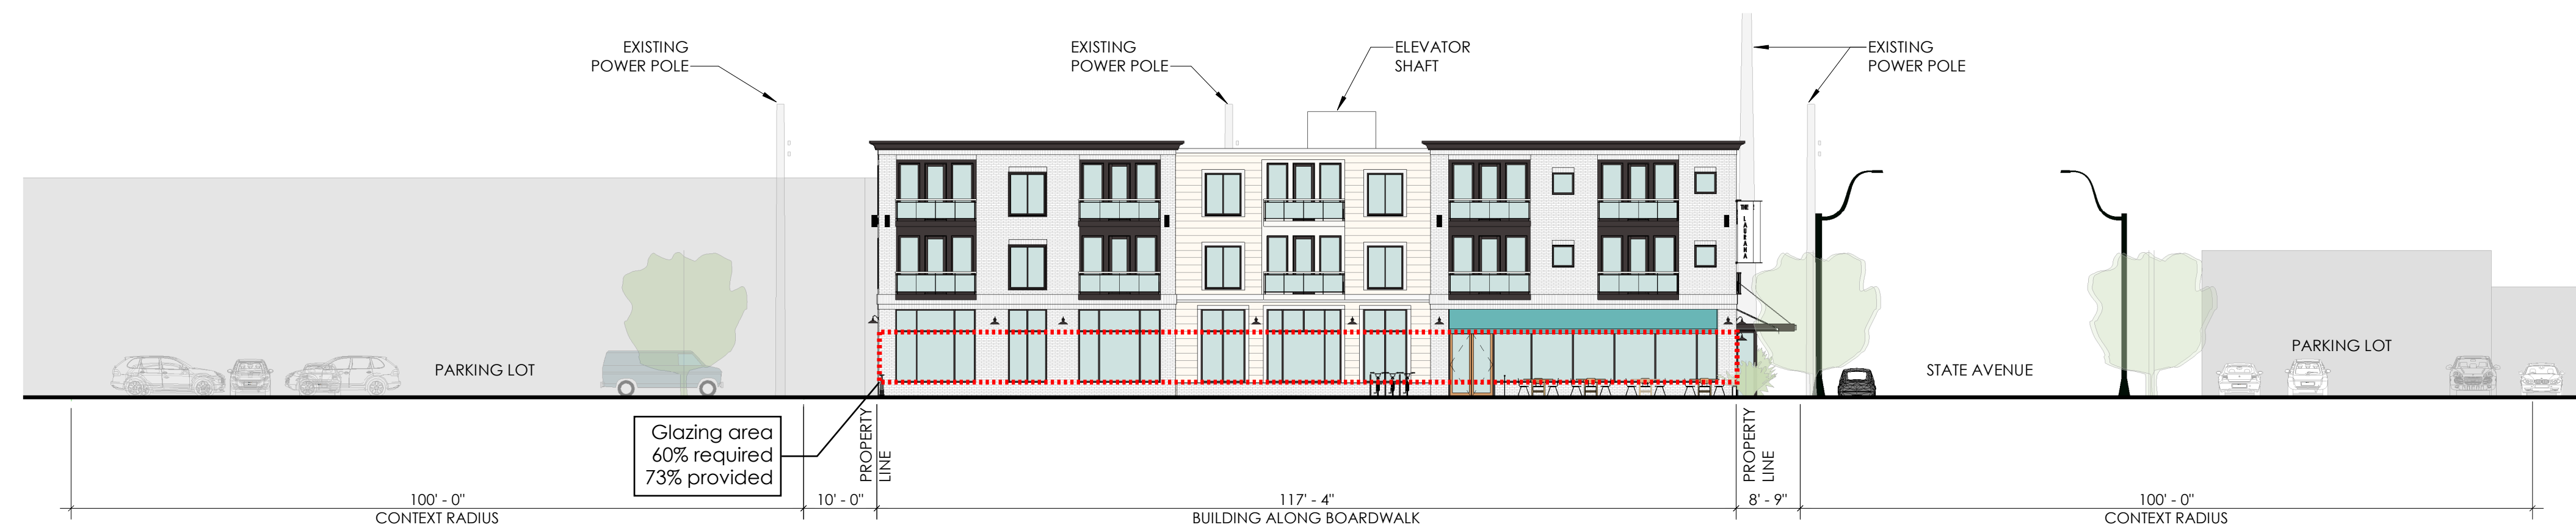 EXISTING
POWER POLE
EXISTING
POWER POLE
ELEVATOR
SHAFT
EXISTING
POWER POLE
THE
LAURANA
PARKING LOT
STATE AVENUE
PARKING LOT
Glazing area
60% required
73% provided
PROPERTY
LINE
PROPERTY
LINE
100' - 0"
CONTEXT RADIUS
10' - 0"
117' - 4"
BUILDING ALONG BOARDWALK
8' - 9"
100' - 0"
CONTEXT RADIUS